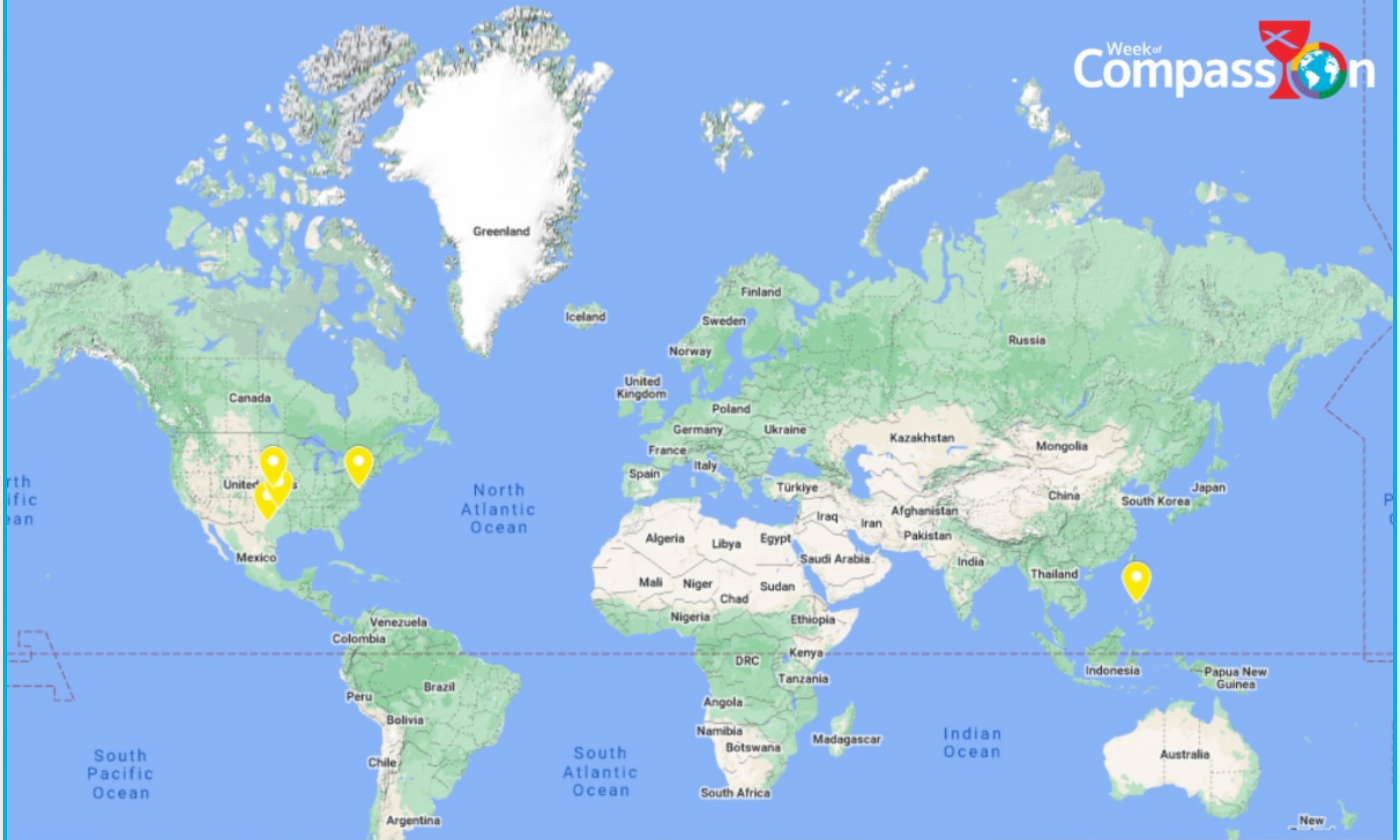 Week of
Compassion
Greenland
Iceland
Finland
Sweden
Norway
Russia
United
Kingdom
Canada
Poland
Germany
Ukraine
France
Kazakhstan
Mongolia
Italy
Spain
Türkiye
China
South Korea
Japan
North
Atlantic
Ocean
Iraq
Iran
Afghanistan
Pakistan
Algeria
Libya
Egypt
Saudi Arabia
Mexico
India
Thailand
Mali
Niger
Sudan
Chad
Nigeria
Ethiopia
Venezuela
Colombia
DRC
Kenya
Tanzania
Indonesia
Papua New
Guinea
Brazil
Peru
Angola
Bolivia
Namibia
Botswana
Madagascar
Indian
Ocean
Australia
South
Pacific
Ocean
Chile
South
Atlantic
Ocean
South Africa
Argentina
New